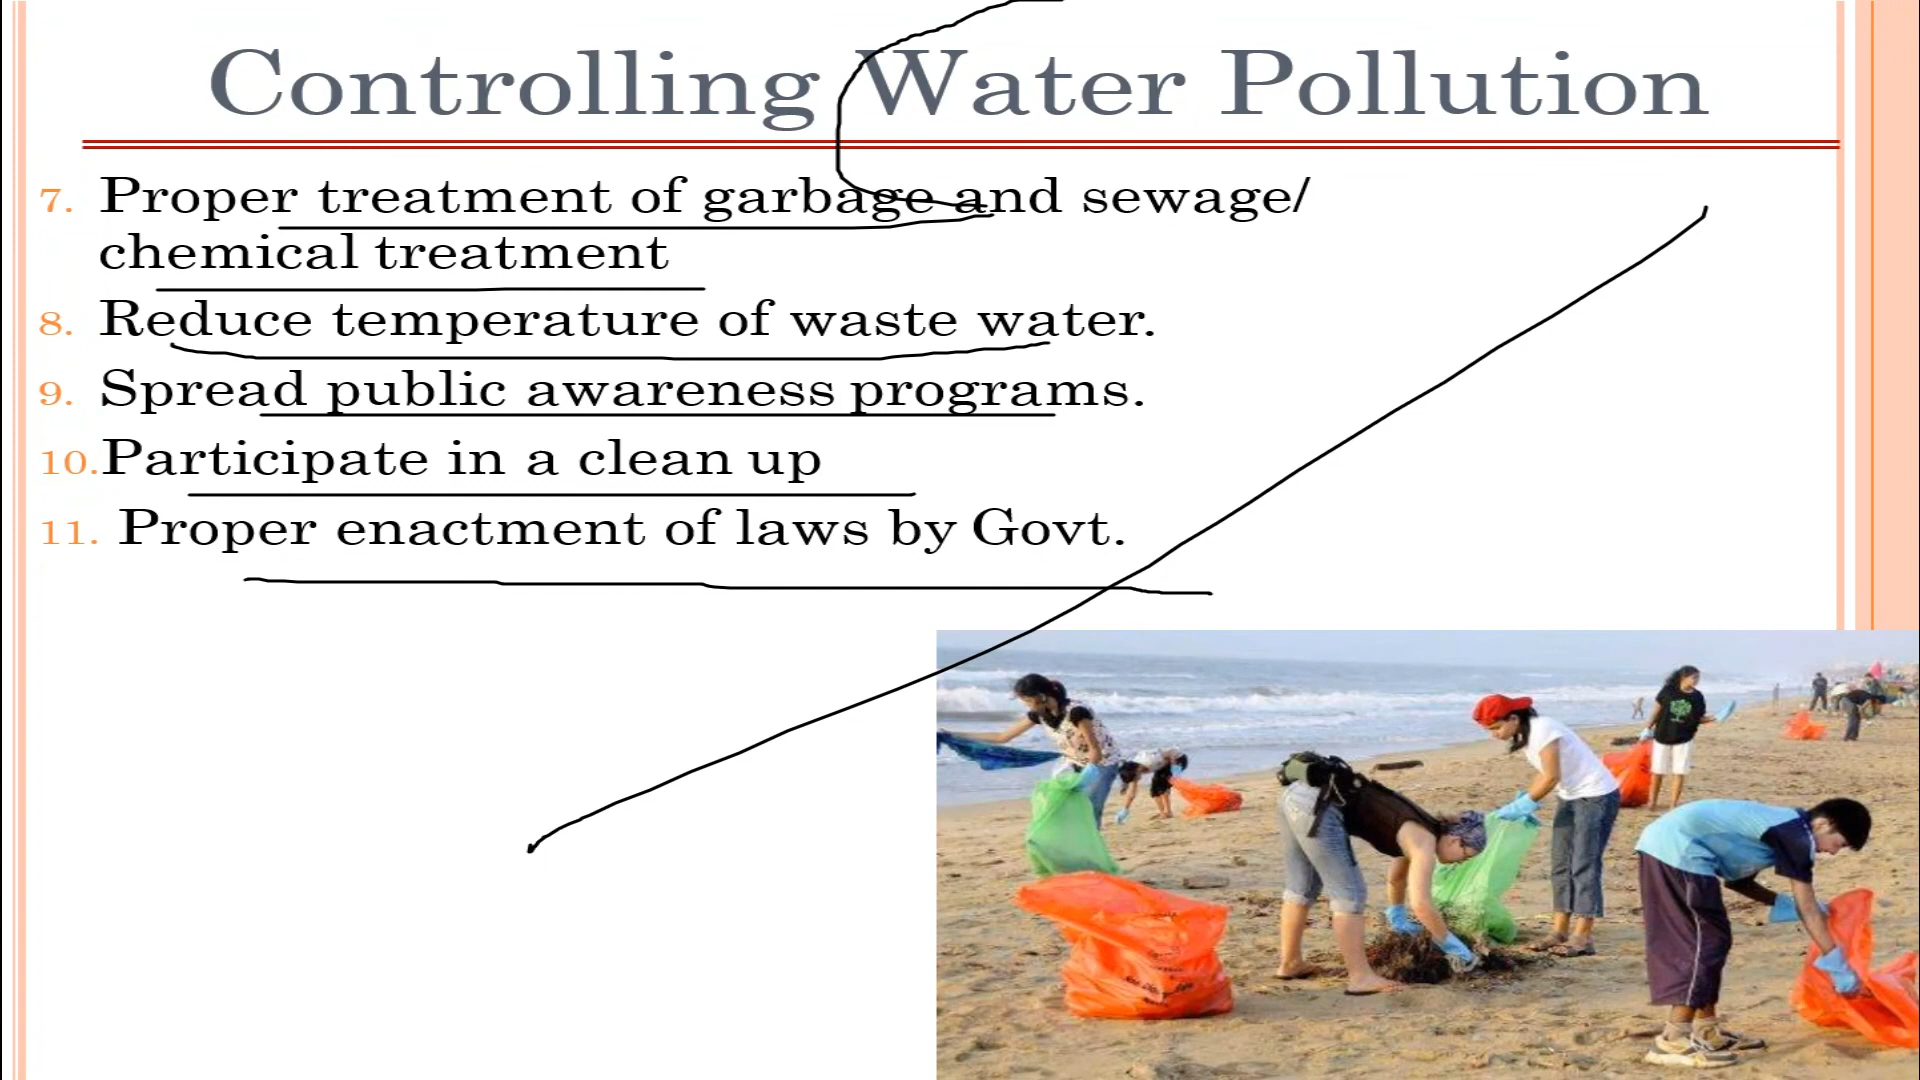 Controlling Water Pollution
7. Proper treatment of garbage and sewage/
chemical treatment
8. Reduce temperature of waste water.
9. Spread public awareness programs.
10. Participate in a clean up
11. Proper enactment of laws by Govt.